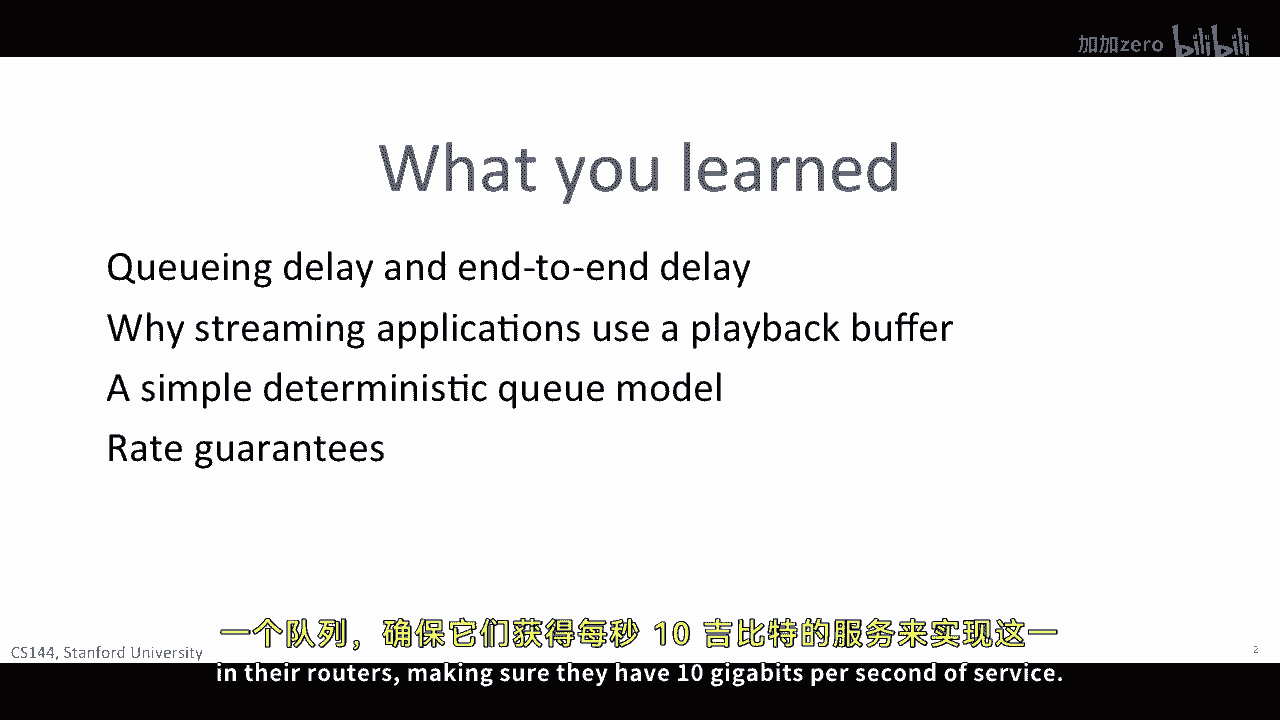 加加zero bilibili
What you learned
Queueing delay and end-to-end delay
Why streaming applications use a playback buffer
A simple deterministic queue model
Rate guarantees
一个队列，确保它们获得每秒 10 吉比特的服务来实现这一
CS144, Stanford University
2
in their routers, making sure they have 10 gigabits per second of service.